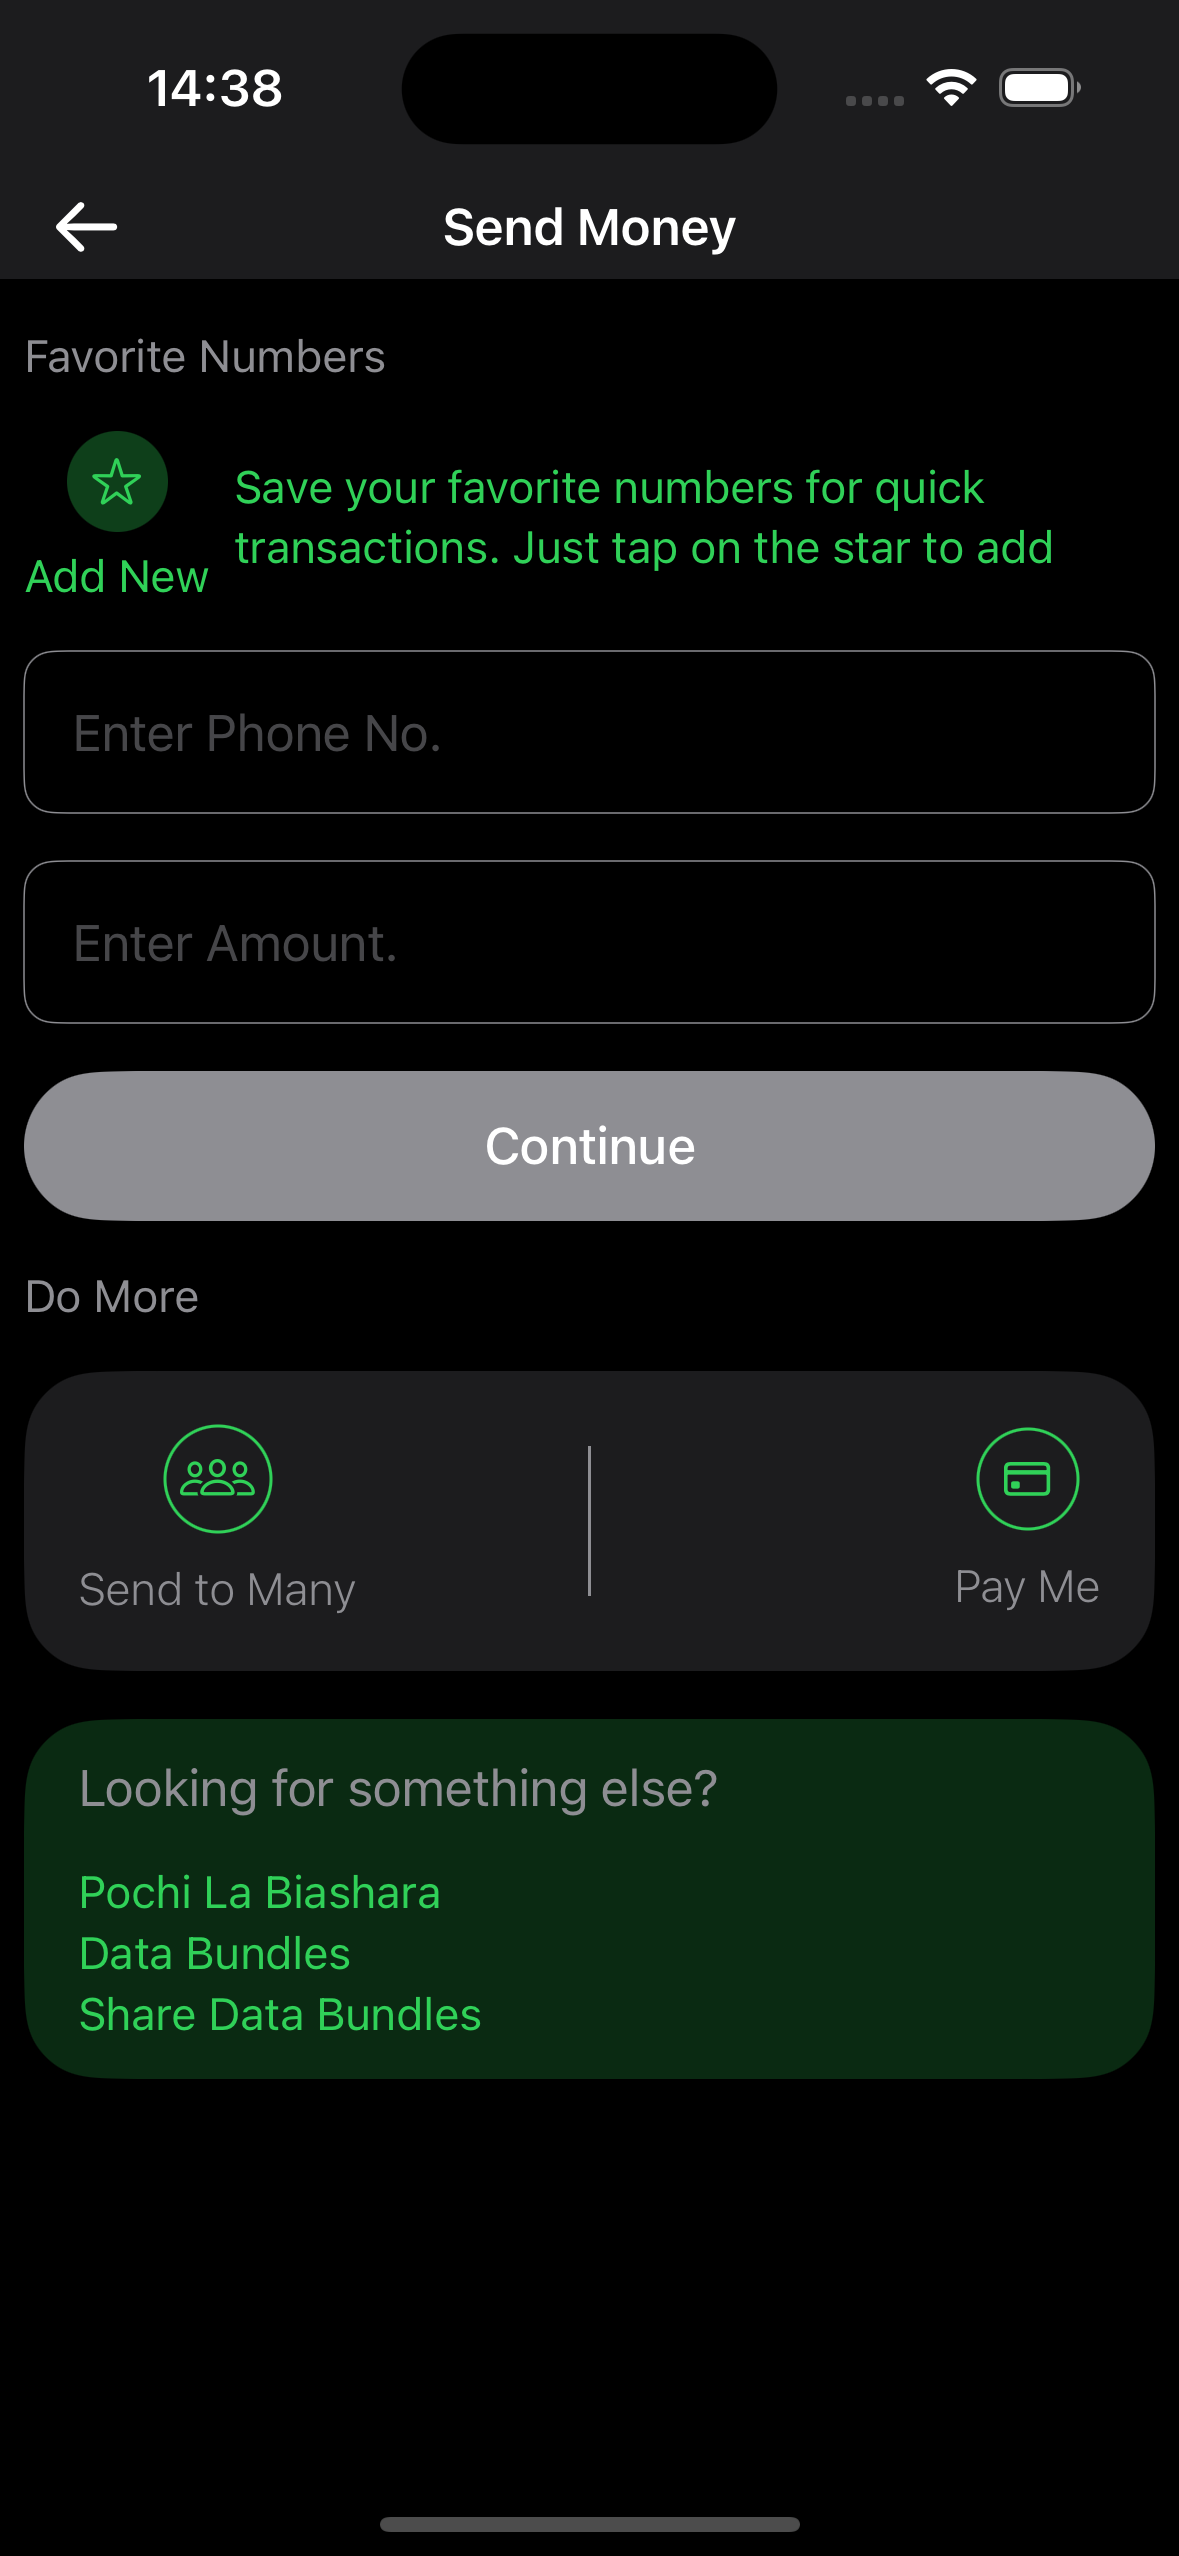 14:38
Send Money
Favorite Numbers
Save your favorite numbers for quick
transactions. Just tap on the star to add
Add New
Enter Phone No.
Enter Amount.
Continue
Do More
Send to Many
Pay Me
Looking for something else?
Pochi La Biashara
Data Bundles
Share Data Bundles